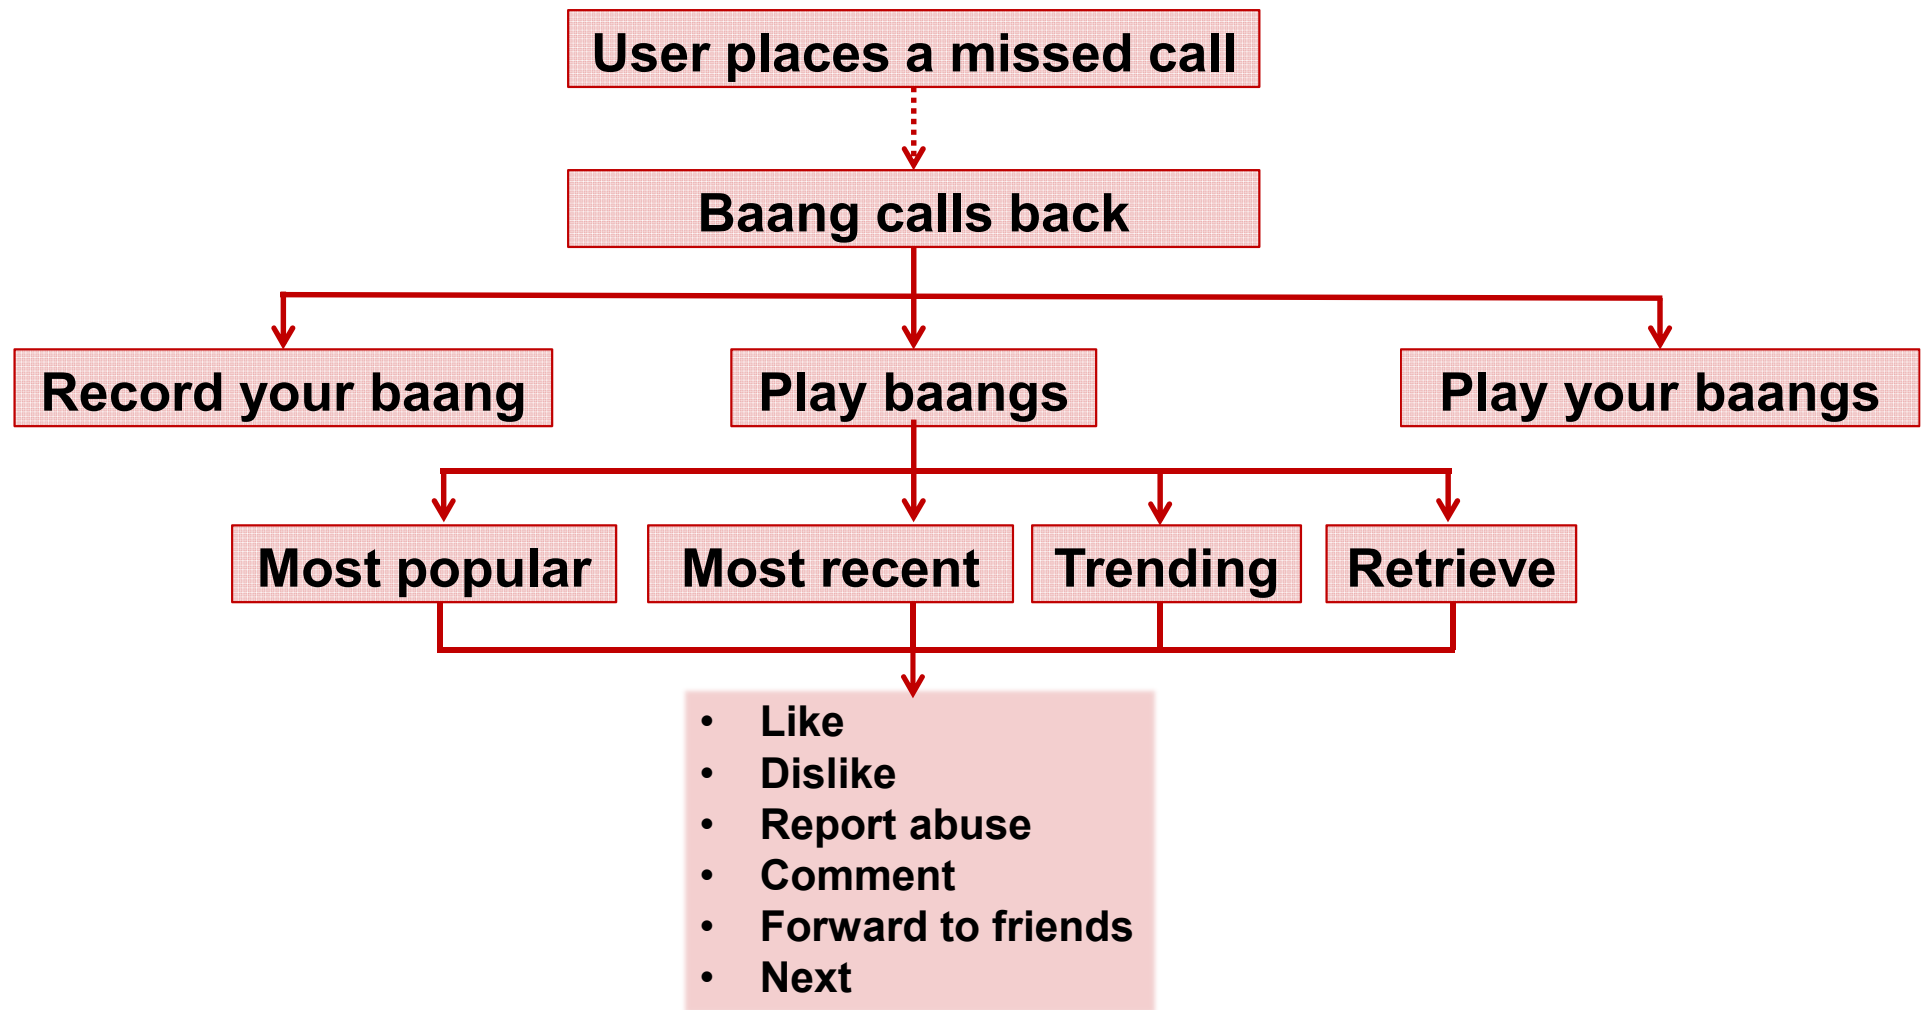 User places a missed call
Baang calls back
Record your baang
Play baangs
Play your baangs
Most popular
Most recent
Trending
Retrieve
• Like
• Dislike
• Report abuse
• Comment
• Forward to friends
• Next